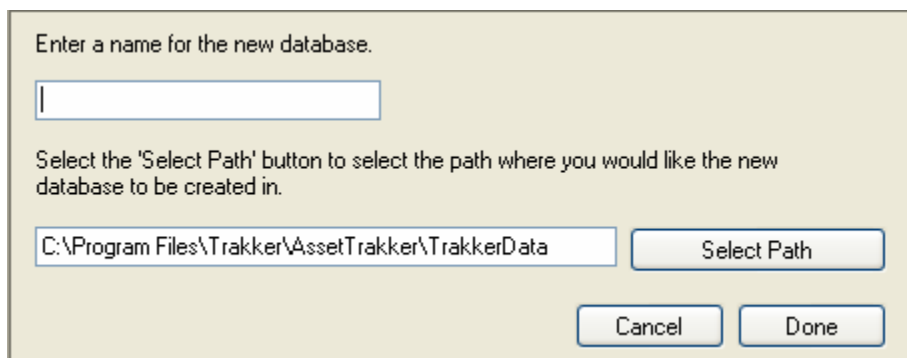 Enter a name for the new database.
Select the 'Select Path' button to select the path where you would like the new
database to be created in.
C:\Program Files\Trakker\AssetTrakker\TrakkerData
Select Path
Cancel
Done